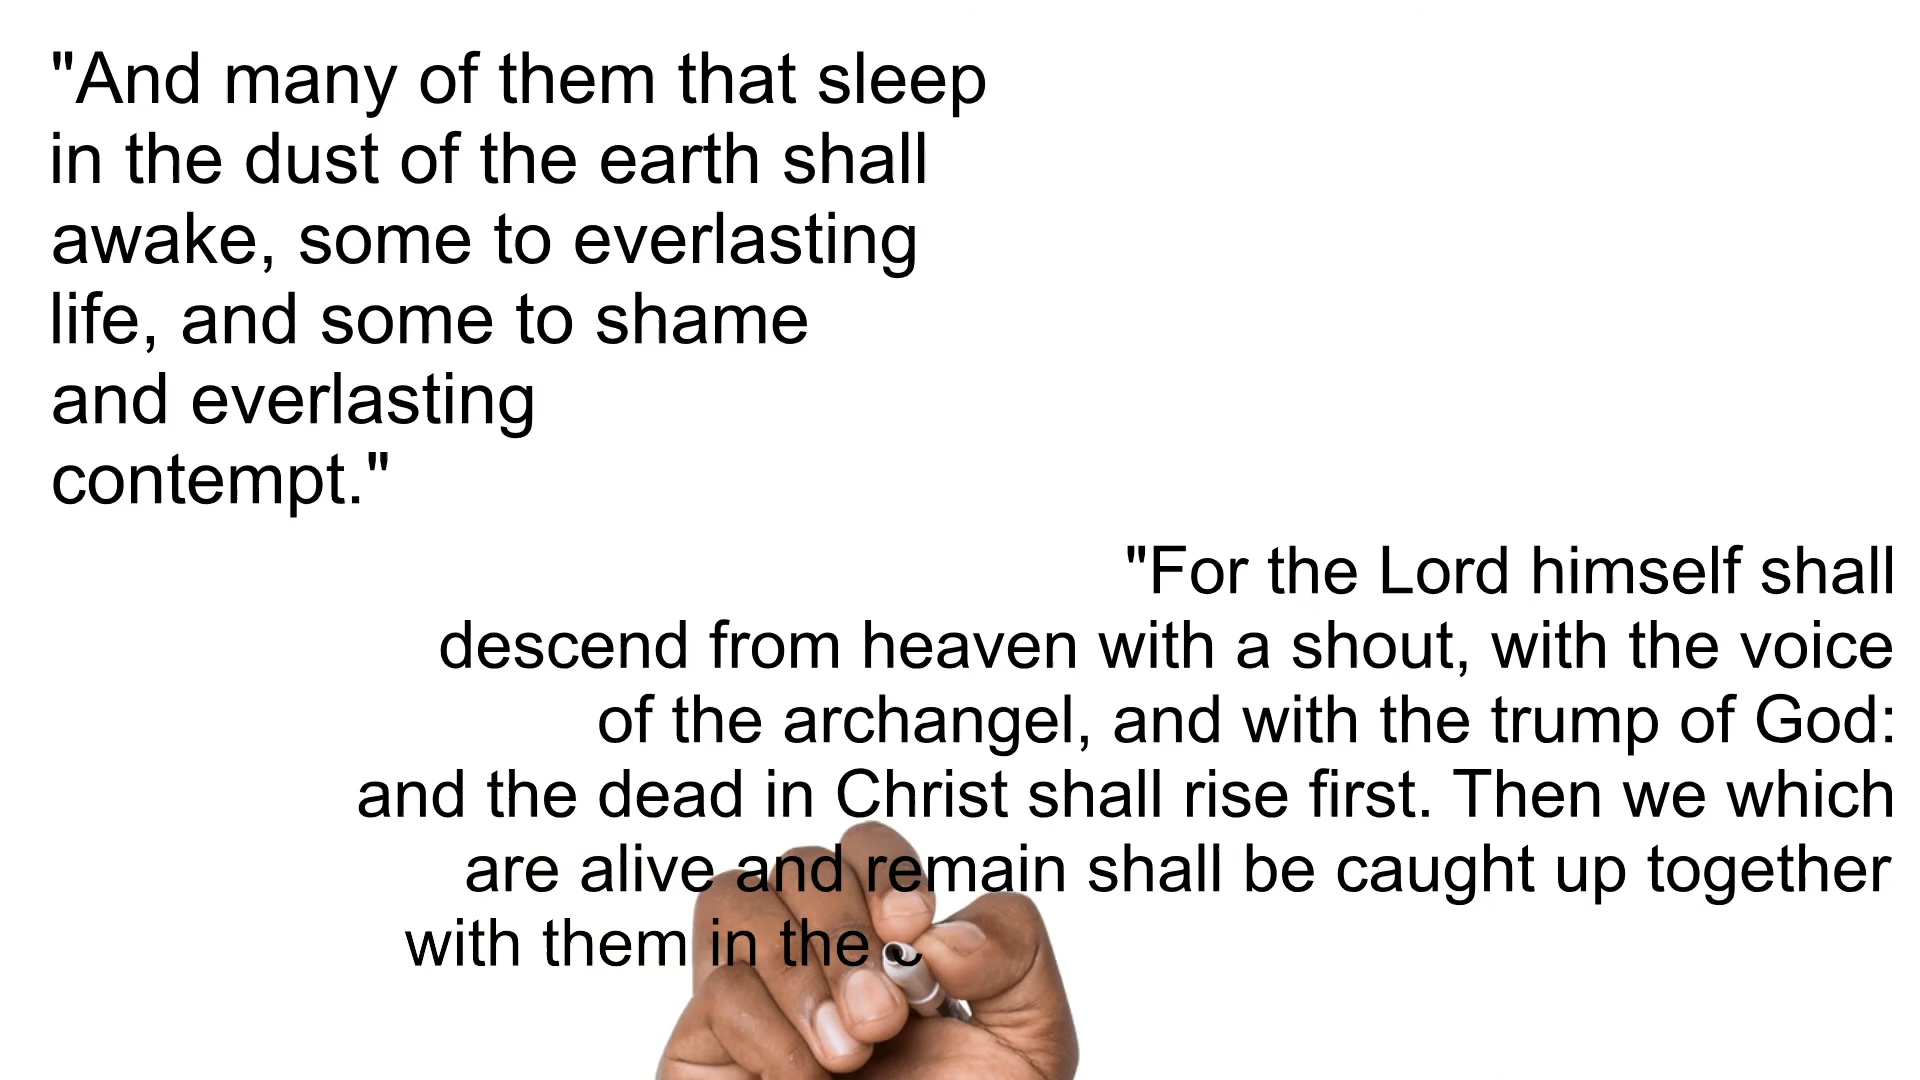 "And many of them that sleep
in the dust of the earth shall
awake, some to everlasting
life, and some to shame
and everlasting
contempt."
"For the Lord himself shall
descend from heaven with a shout, with the voice
of the archangel, and with the trump of God:
and the dead in Christ shall rise first. Then we which
are alive and remain shall be caught up together
with them in the